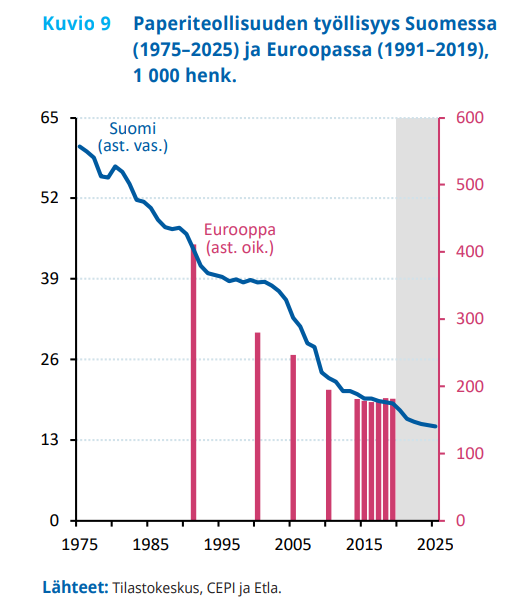 Kuvio 9 Paperiteollisuuden työllisyys Suomessa
(1975–2025) ja Euroopassa (1991–2019),
1 000 henk.
65
52
39
26
13
0
600
500
400
300
200
100
0
Suomi
(ast. vas.)
Eurooppa
(ast. oik.)
1975 1985 1995 2005 2015 2025
Lähteet: Tilastokeskus, CEPI ja Etla.